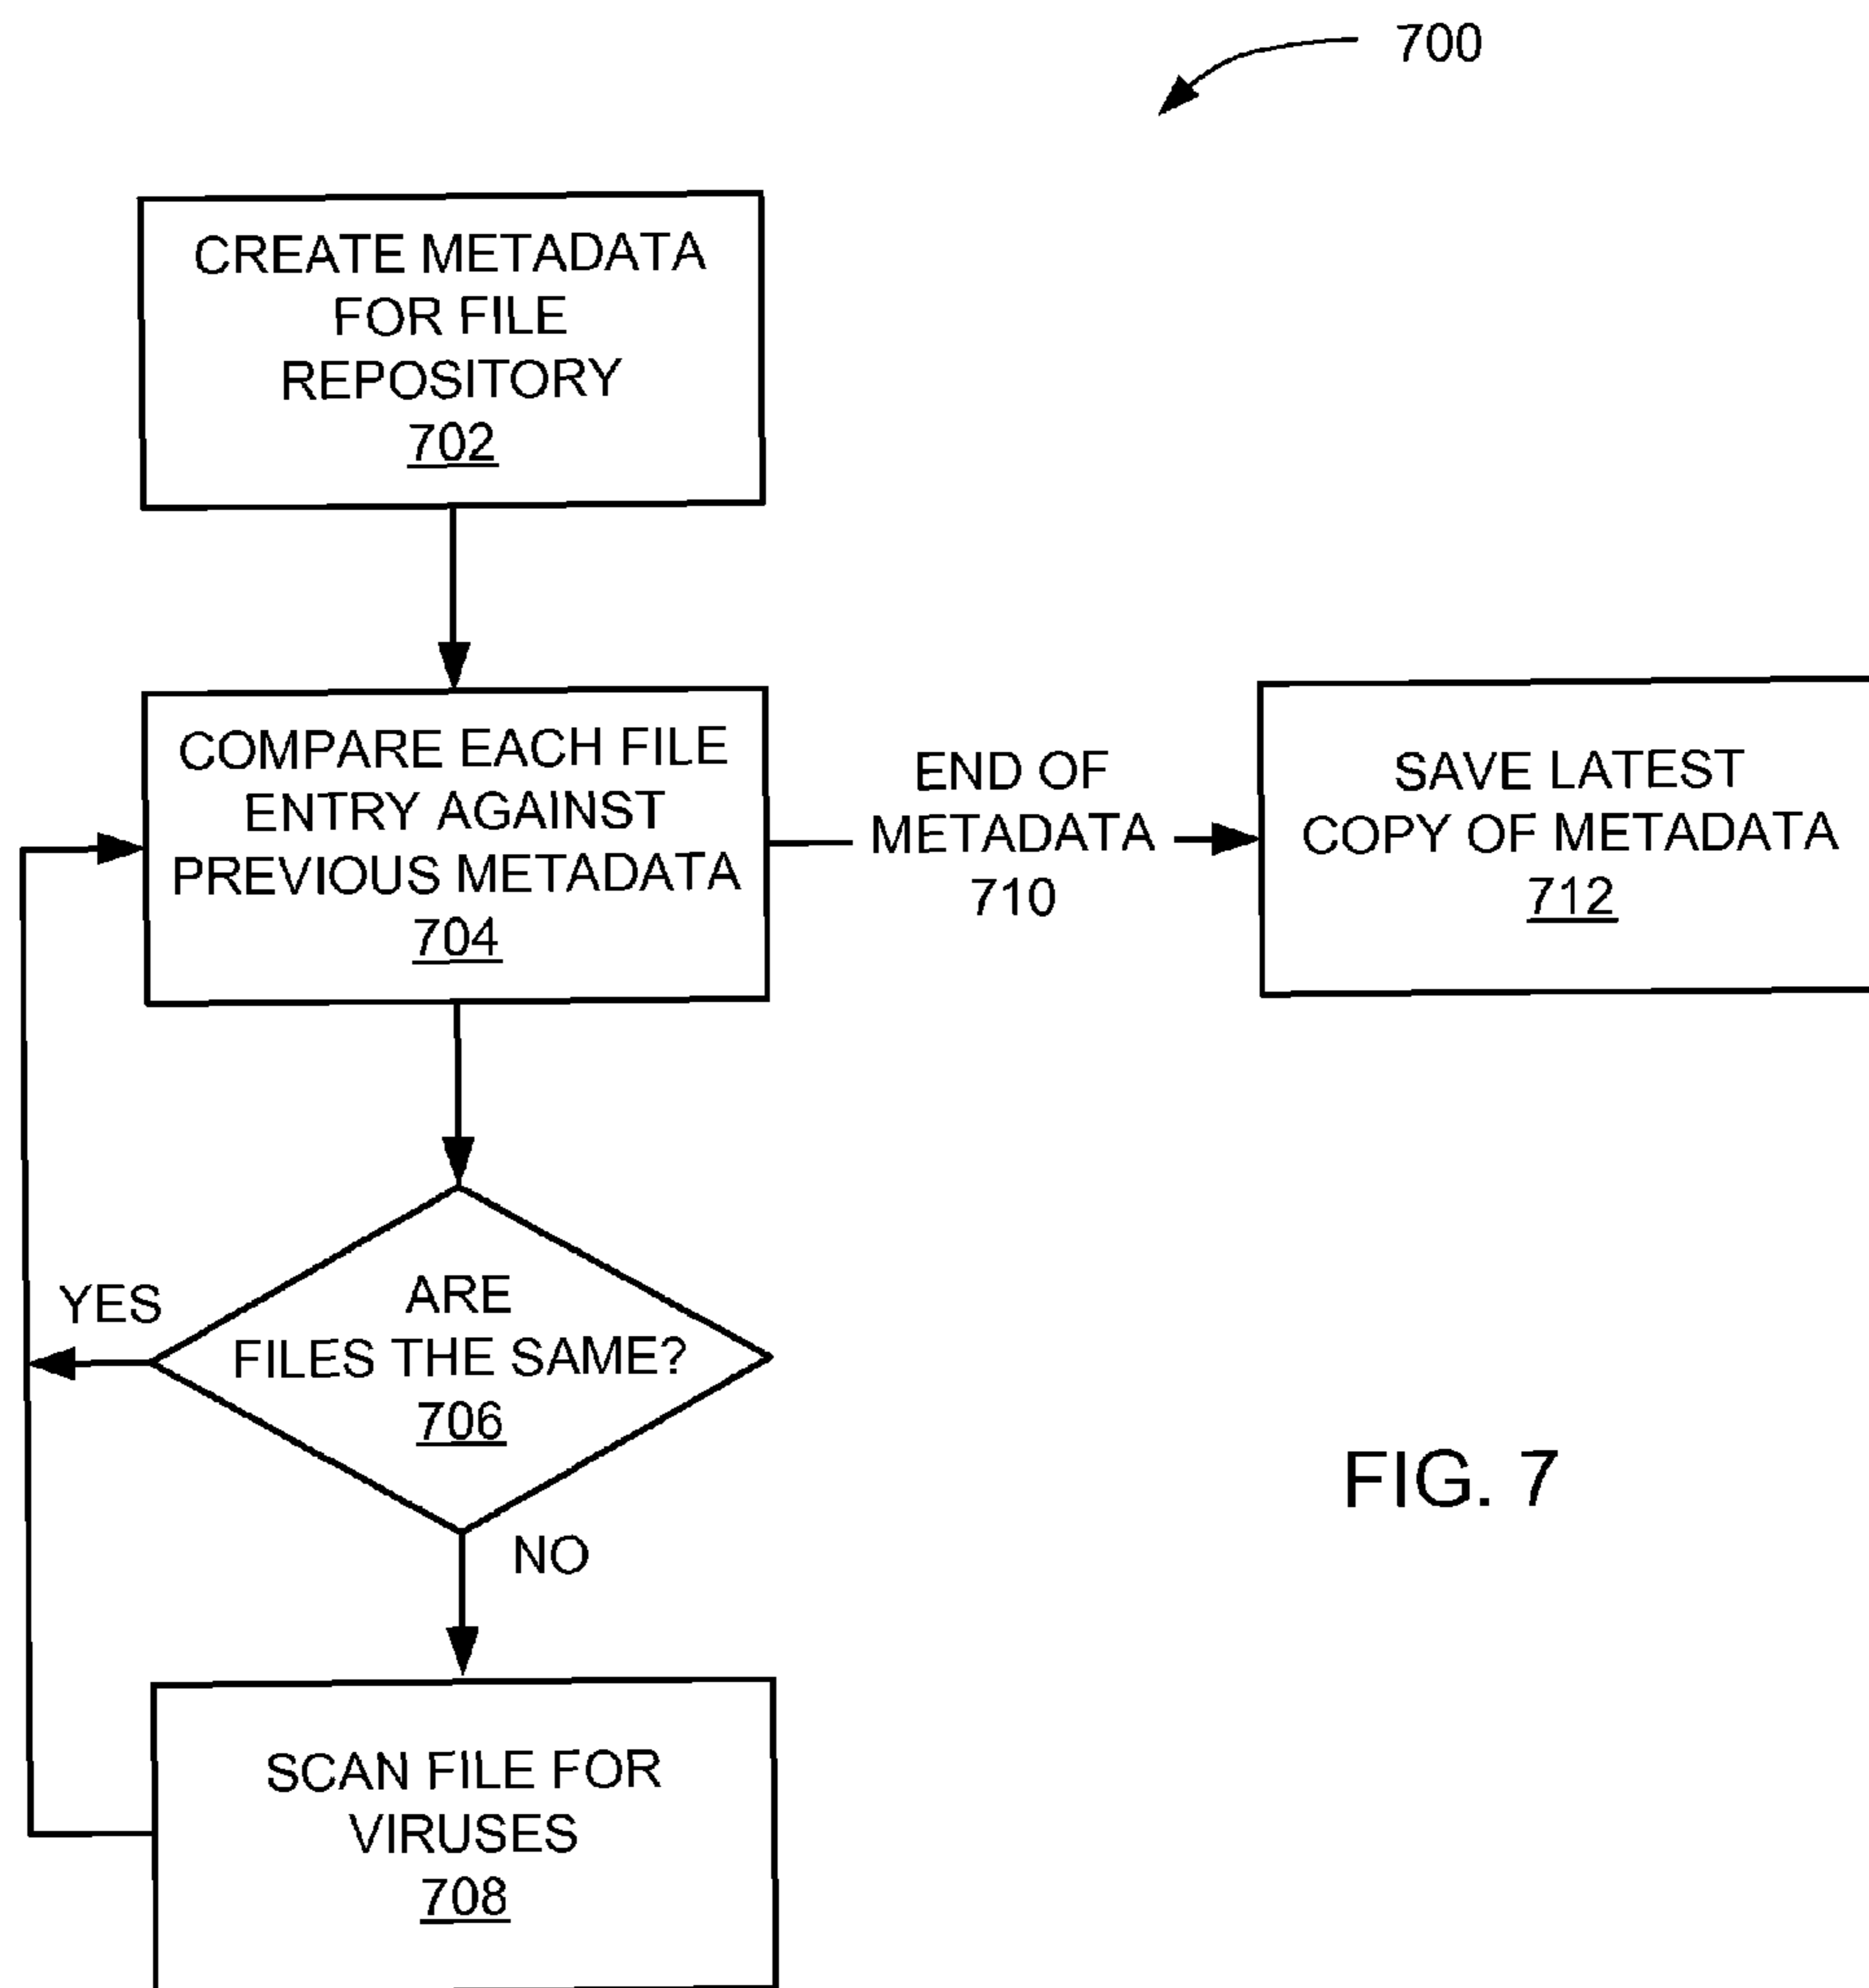 700
CREATE METADATA
FOR FILE
REPOSITORY
702
COMPARE EACH FILE
ENTRY AGAINST
PREVIOUS METADATA
704
END OF
METADATA
710
SAVE LATEST
COPY OF METADATA
712
ARE
FILES THE SAME?
706
YES
NO
SCAN FILE FOR
VIRUSES
708
FIG. 7